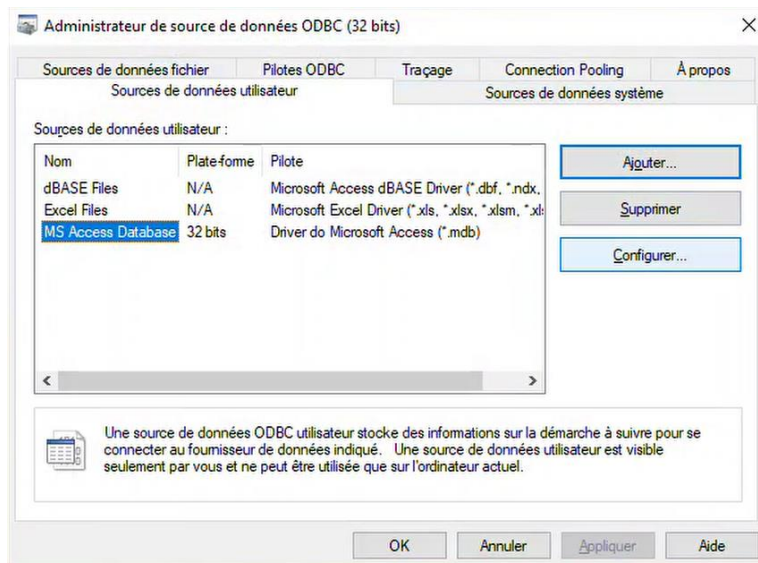 Administrateur de source de données ODBC (32 bits)
Sources de données fichier Pilotes ODBC Traçage Connection Pooling À propos
Sources de données utilisateur Sources de données système
Sources de données utilisateur :
Nom Plate-forme Pilote
dBASE Files N/A Microsoft Access dBASE Driver (*.dbf, *.ndx,
Excel Files N/A Microsoft Excel Driver (*.xls, *.xlsx, *.xlsm, *.xl
MS Access Database 32 bits Driver do Microsoft Access (*.mdb)
Ajouter...
Supprimer
Configurer...
Une source de données ODBC utilisateur stocke des informations sur la démarche à suivre pour se
connecter au fournisseur de données indiqué. Une source de données utilisateur est visible
seulement par vous et ne peut être utilisée que sur l'ordinateur actuel.
OK Annuler Appliquer Aide